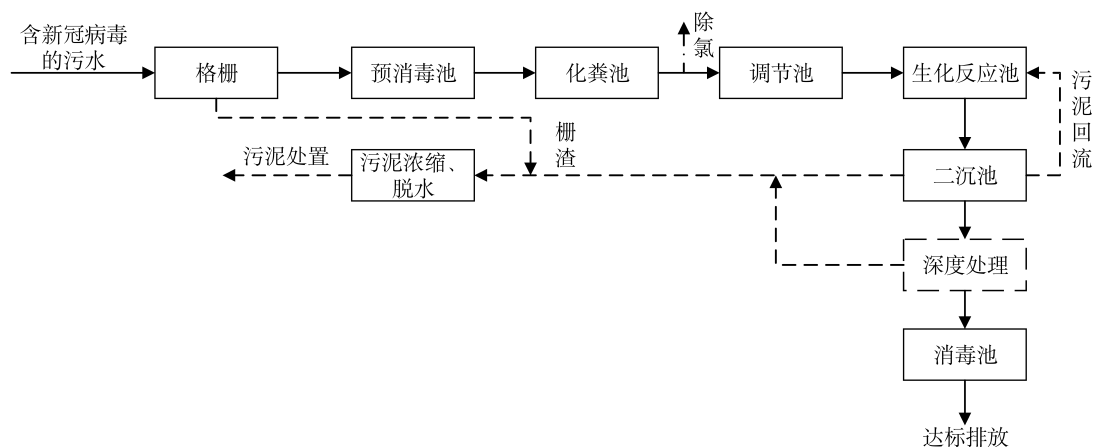 含新冠病毒
的污水
格栅
预消毒池
化粪池
除
氯
调节池
生化反应池
污
泥
回
流
栅
渣
污泥处置
污泥浓缩、
脱水
二沉池
深度处理
消毒池
达标排放